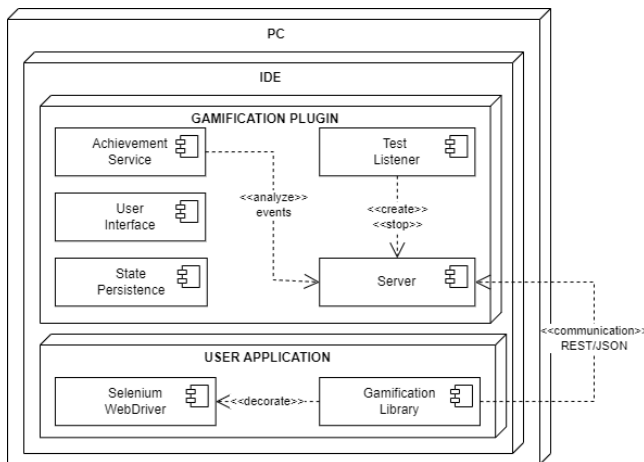 PC
IDE
GAMIFICATION PLUGIN
Achievement
Service
Test
Listener
<<analyze>>
events
<<create>>
<<stop>>
User
Interface
State
Persistence
Server
<<communication>>
REST/JSON
USER APPLICATION
Selenium
WebDriver
<<decorate>>
Gamification
Library